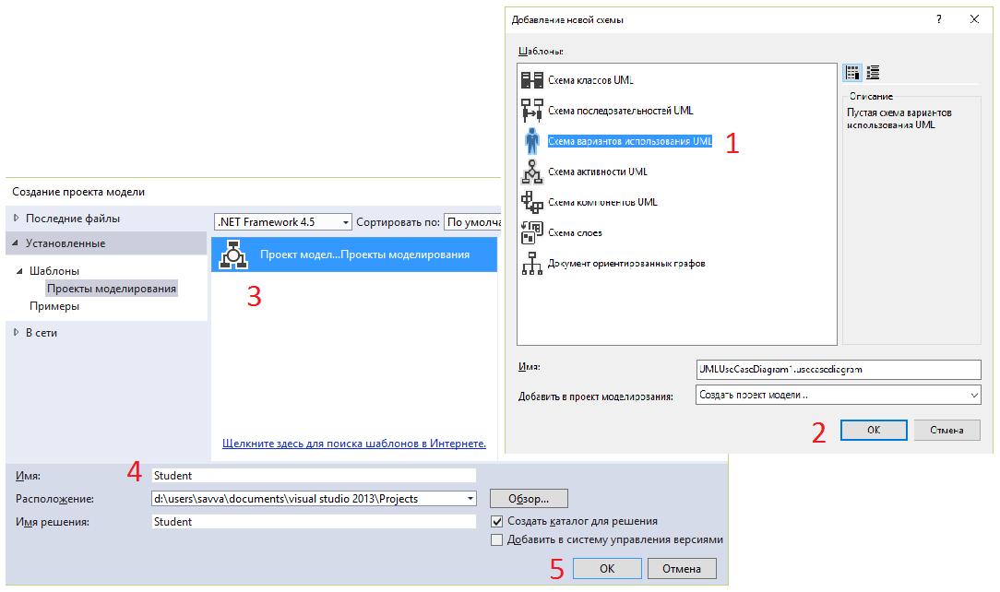 Добавление новой схемы
?
Шаблоны:
Схема классов UML
Схема последовательностей UML
Схема вариантов использования UML
1
Схема активности UML
Схема компонентов UML
Схема слоев
Документ ориентированных графов
Описание
Пустая схема вариантов
использования UML
Имя:
UMLUseCaseDiagram1.usecasediagram
Добавить в проект моделирования:
Создать проект модели...
2
OK
Отмена
Создание проекта модели
Последние файлы
Установленные
Шаблоны
Проекты моделирования
Примеры
В сети
.NET Framework 4.5
Сортировать по:
По умолча
Проект модел...Проекты моделирования
3
Щелкните здесь для поиска шаблонов в Интернете.
Имя:
4
Student
Расположение:
d:\users\savva\documents\visual studio 2013\Projects
Обзор...
Имя решения:
Student
Создать каталог для решения
Добавить в систему управления версиями
5
OK
Отмена